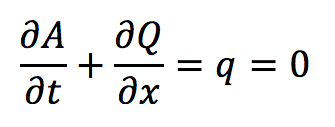 ∂A/∂t + ∂Q/∂x = q = 0